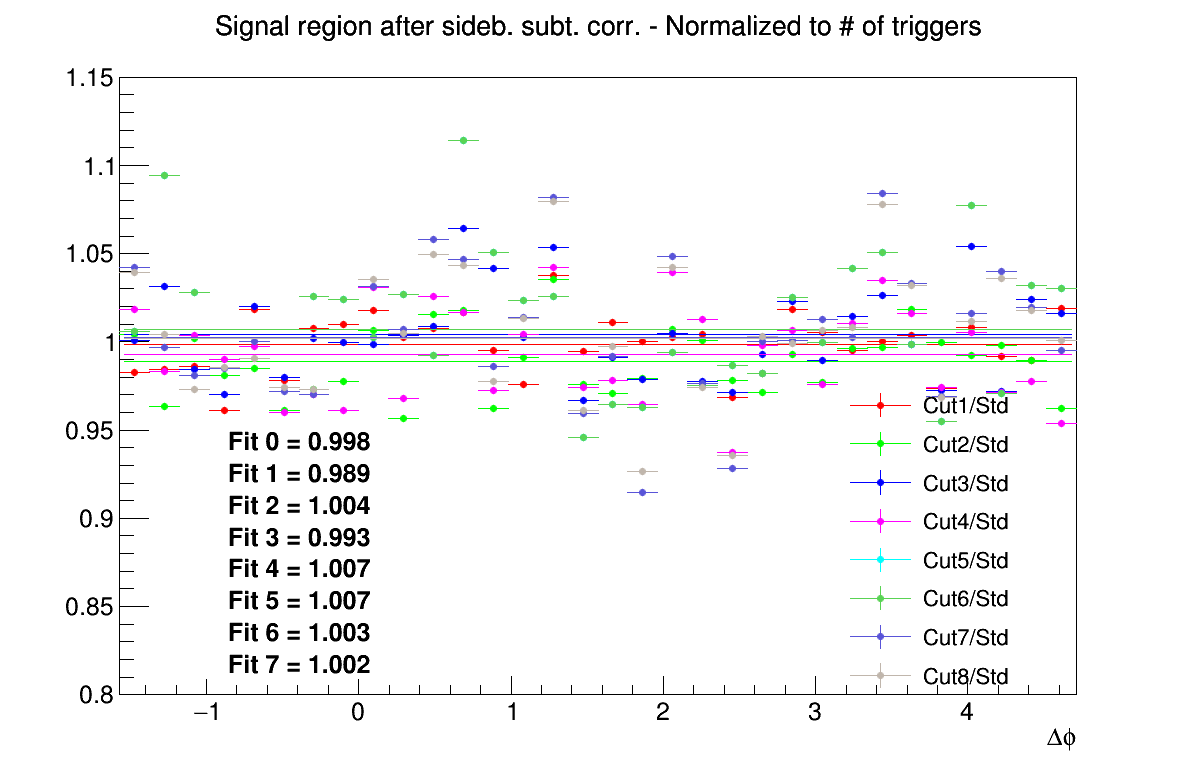 Signal region after sideb. subt. corr. - Normalized to # of triggers
1.15
1.1
1.05
1
0.95
0.9
0.85
0.8
Fit 0 = 0.998
Fit 1 = 0.989
Fit 2 = 1.004
Fit 3 = 0.993
Fit 4 = 1.007
Fit 5 = 1.007
Fit 6 = 1.003
Fit 7 = 1.002
Cut1/Std
Cut2/Std
Cut3/Std
Cut4/Std
Cut5/Std
Cut6/Std
Cut7/Std
Cut8/Std
−1 0 1 2 3 4
Δϕ